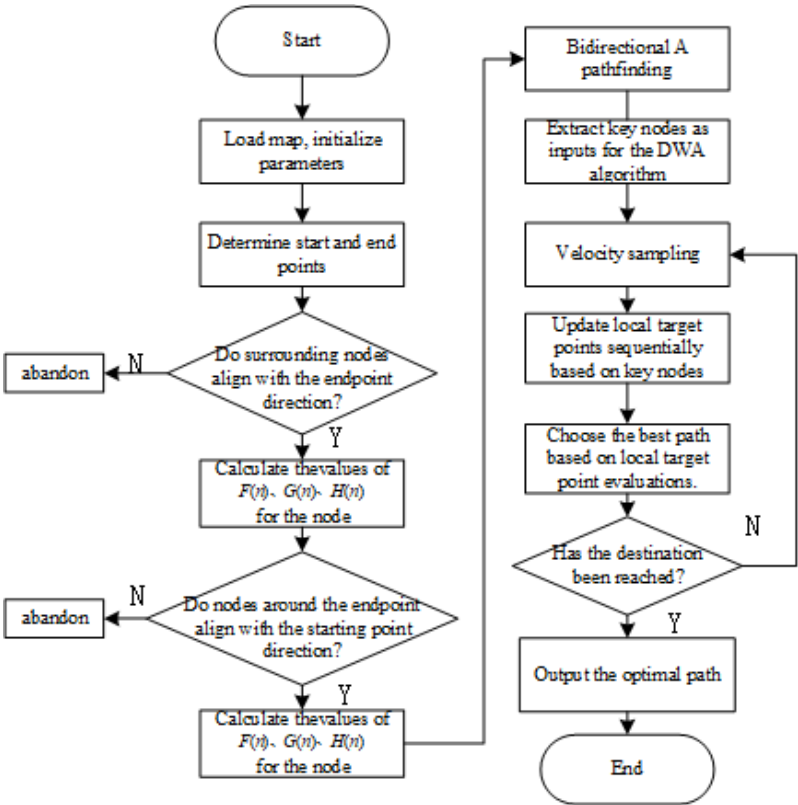 Start
Load map, initialize
parameters
Determine start and end
points
Do surrounding nodes
align with the endpoint
direction?
N
abandon
Y
Calculate thevalues of
F(n)、G(n)、H(n)
for the node
Do nodes around the endpoint
align with the starting point
direction?
N
abandon
Y
Calculate thevalues of
F(n)、G(n)、H(n)
for the node
Bidirectional A
pathfinding
Extract key nodes as
inputs for the DWA
algorithm
Velocity sampling
Update local target
points sequentially
based on key nodes
Choose the best path
based on local target
point evaluations.
Has the destination
been reached?
N
Y
Output the optimal path
End